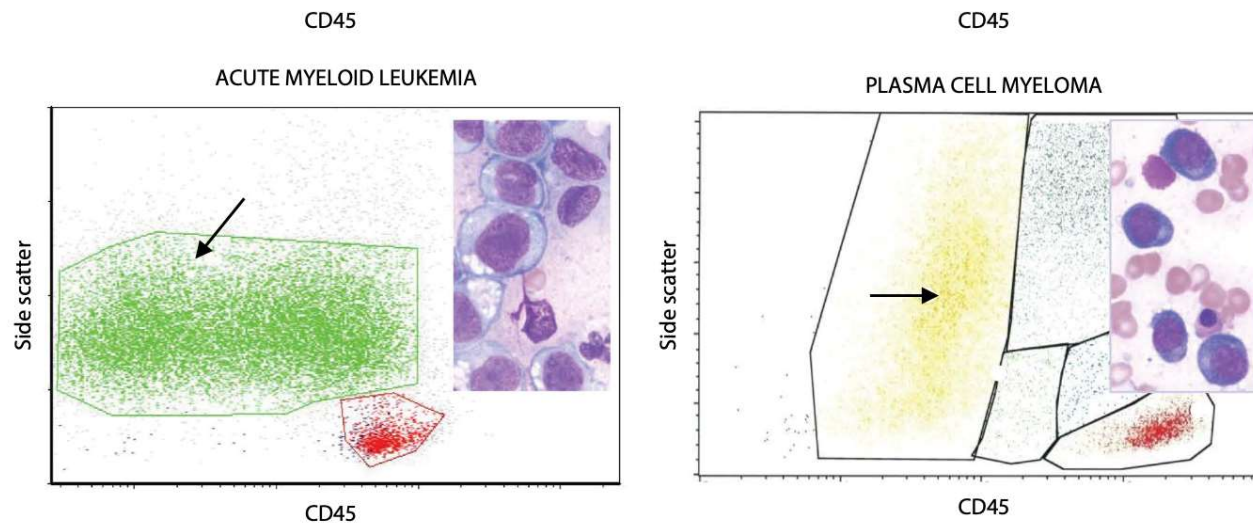 CD45
CD45
ACUTE MYELOID LEUKEMIA
PLASMA CELL MYELOMA
Side scatter
Side scatter
CD45
CD45